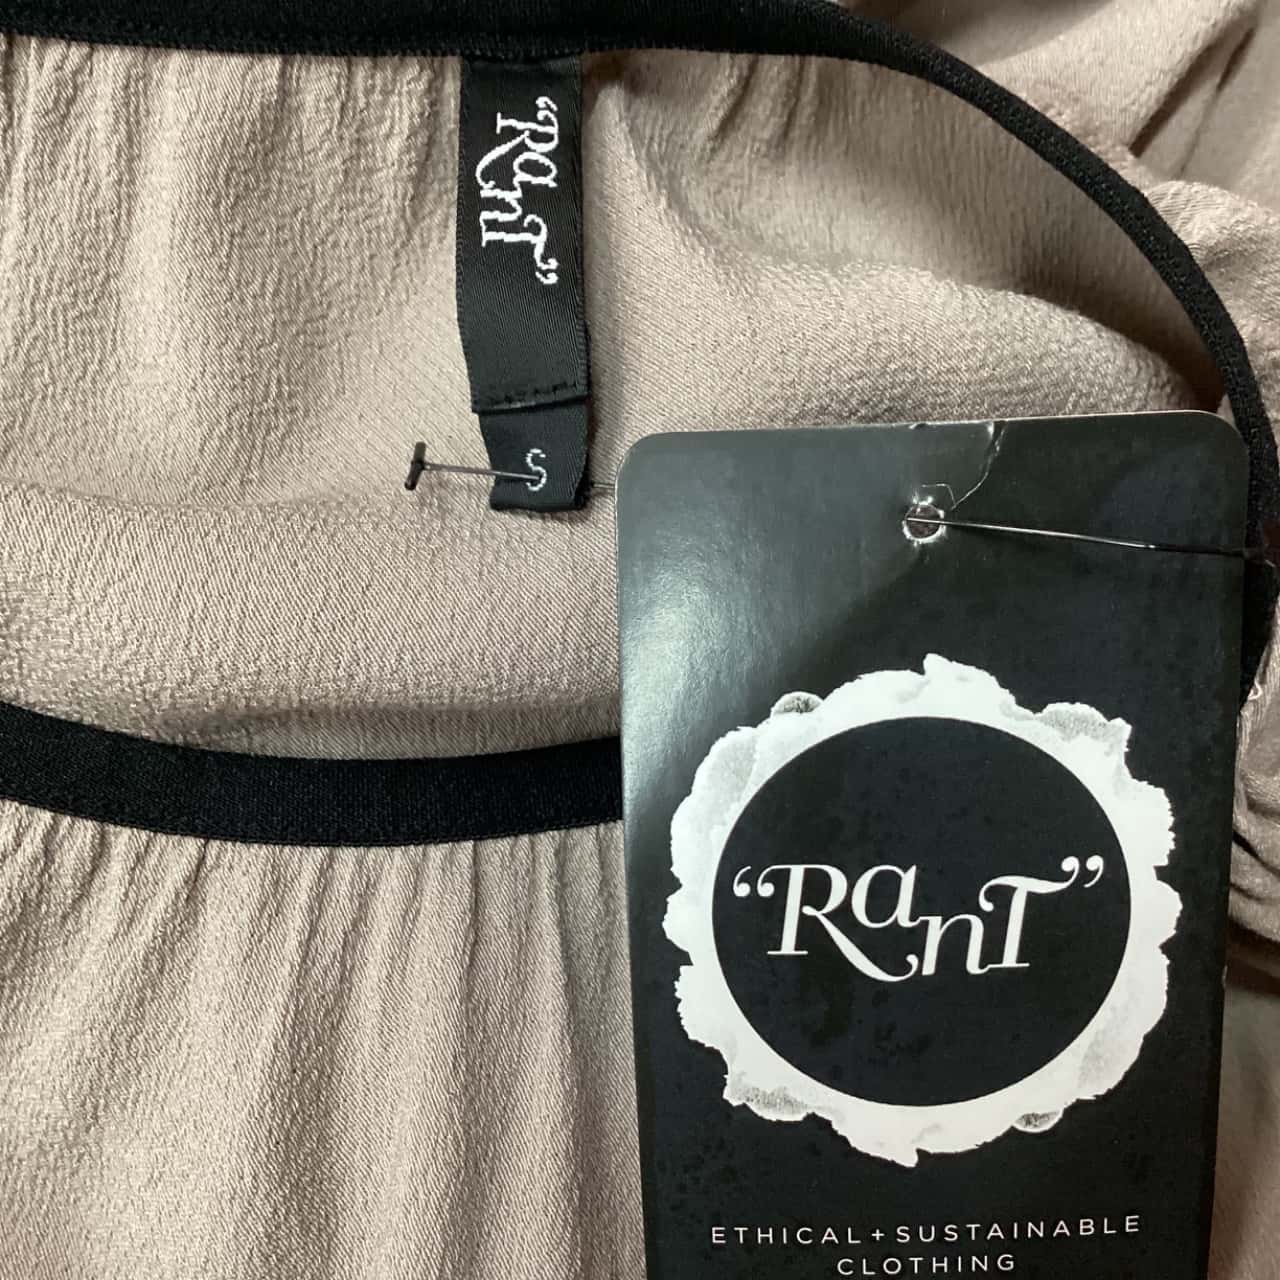 “RanT”
S
“RanT”
ETHICAL + SUSTAINABLE
CLOTHING